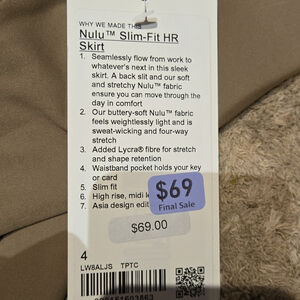 WHY WE MADE THIS
Nulu™ Slim-Fit HR
Skirt
1. Seamlessly flow from work to
whatever's next in this sleek
skirt. A back slit and our soft
and stretchy Nulu™ fabric
ensure you can move through the
day in comfort
2. Our buttery-soft Nulu™ fabric
feels weightlessly light and is
sweat-wicking and four-way
stretch
3. Added Lycra® fibre for stretch
and shape retention
4. Waistband pocket holds your key
or card
5. Slim fit
6. High rise, midi
7. Asia design
$69
Final Sale
$69.00
4
LW8ALJS TPTC